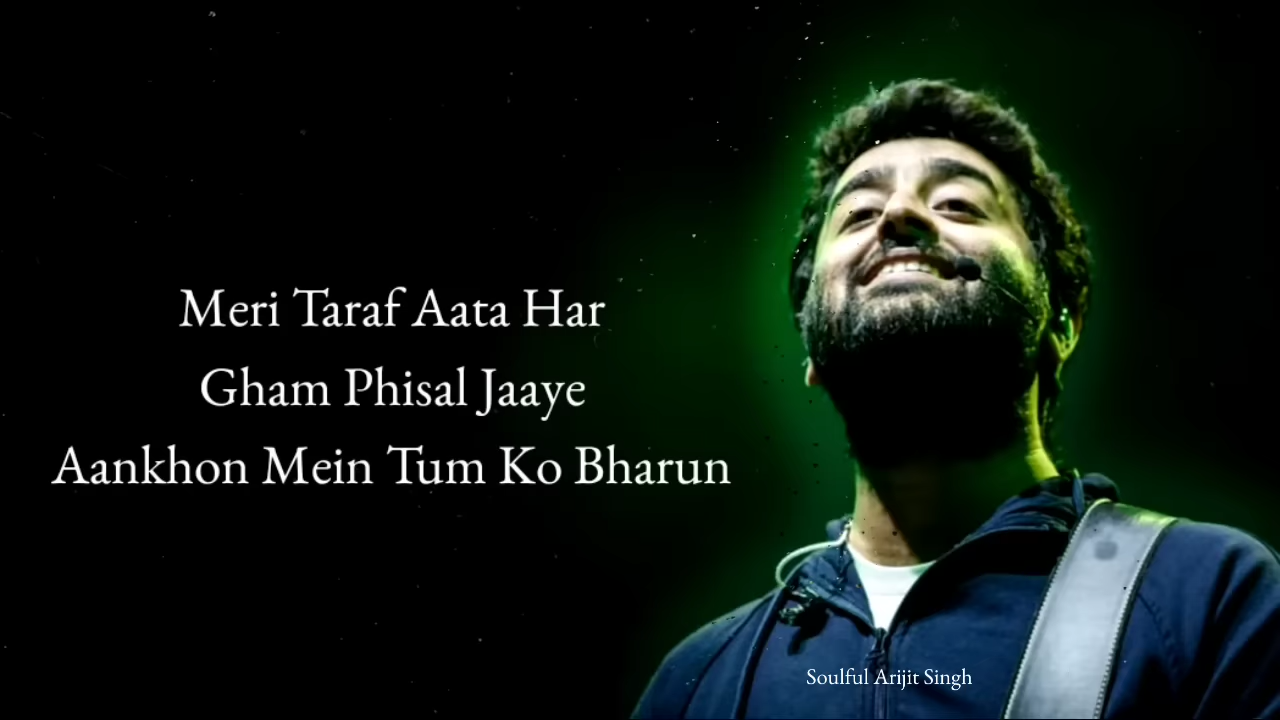 Meri Taraf Aata Har
Gham Phisal Jaaye
Aankhon Mein Tum Ko Bharun
Soulful Arijit Singh